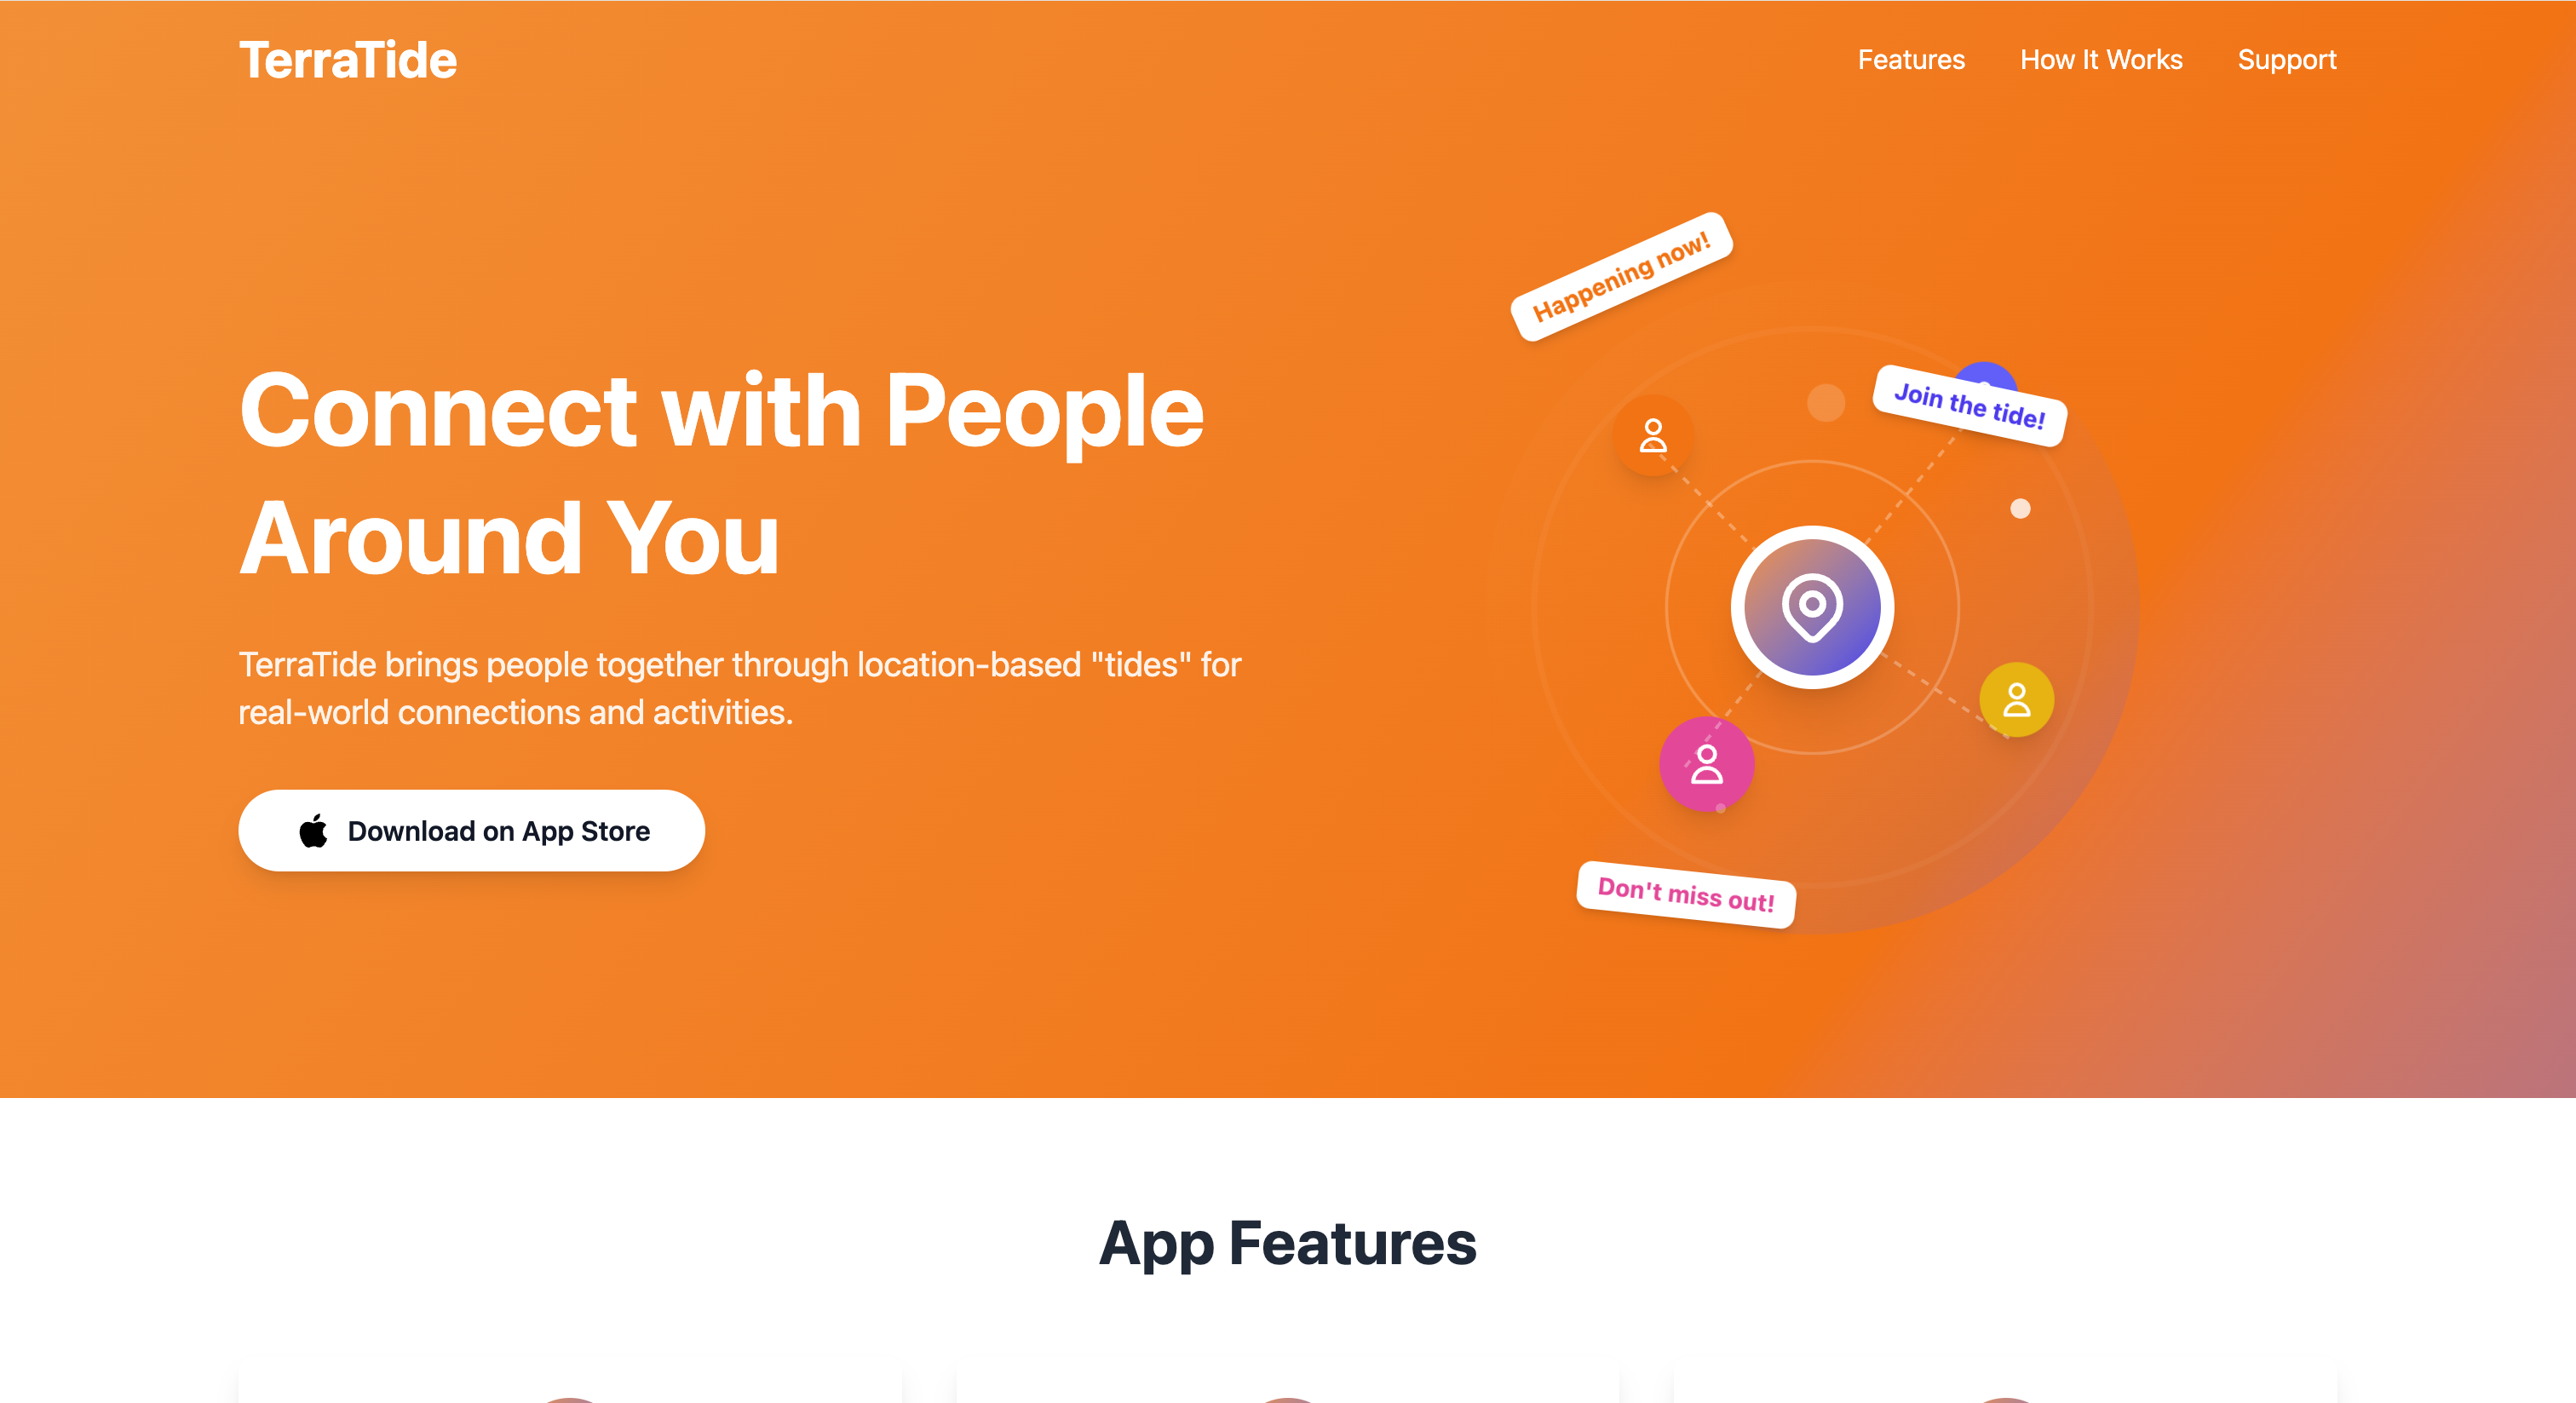 TerraTide
Features
How It Works
Support
Happening now!
Join the tide!
Connect with People
Around You
TerraTide brings people together through location-based "tides" for
real-world connections and activities.
Download on App Store
Don't miss out!
App Features